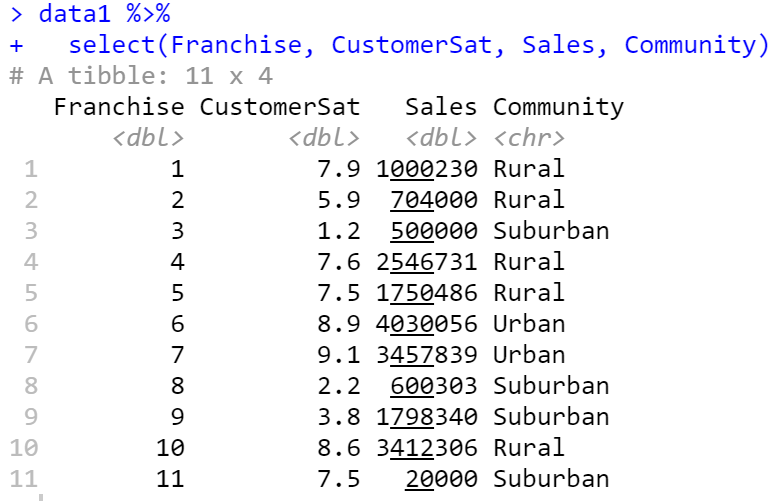 > data1 %>%
+   select(Franchise, CustomerSat, Sales, Community)
# A tibble: 11 x 4
   Franchise CustomerSat   Sales Community
       <dbl>       <dbl>   <dbl> <chr>
 1         1         7.9 1000230 Rural
 2         2         5.9  704000 Rural
 3         3         1.2  500000 Suburban
 4         4         7.6 2546731 Rural
 5         5         7.5 1750486 Rural
 6         6         8.9 4030056 Urban
 7         7         9.1 3457839 Urban
 8         8         2.2  600303 Suburban
 9         9         3.8 1798340 Suburban
10        10         8.6 3412306 Rural
11        11         7.5   20000 Suburban